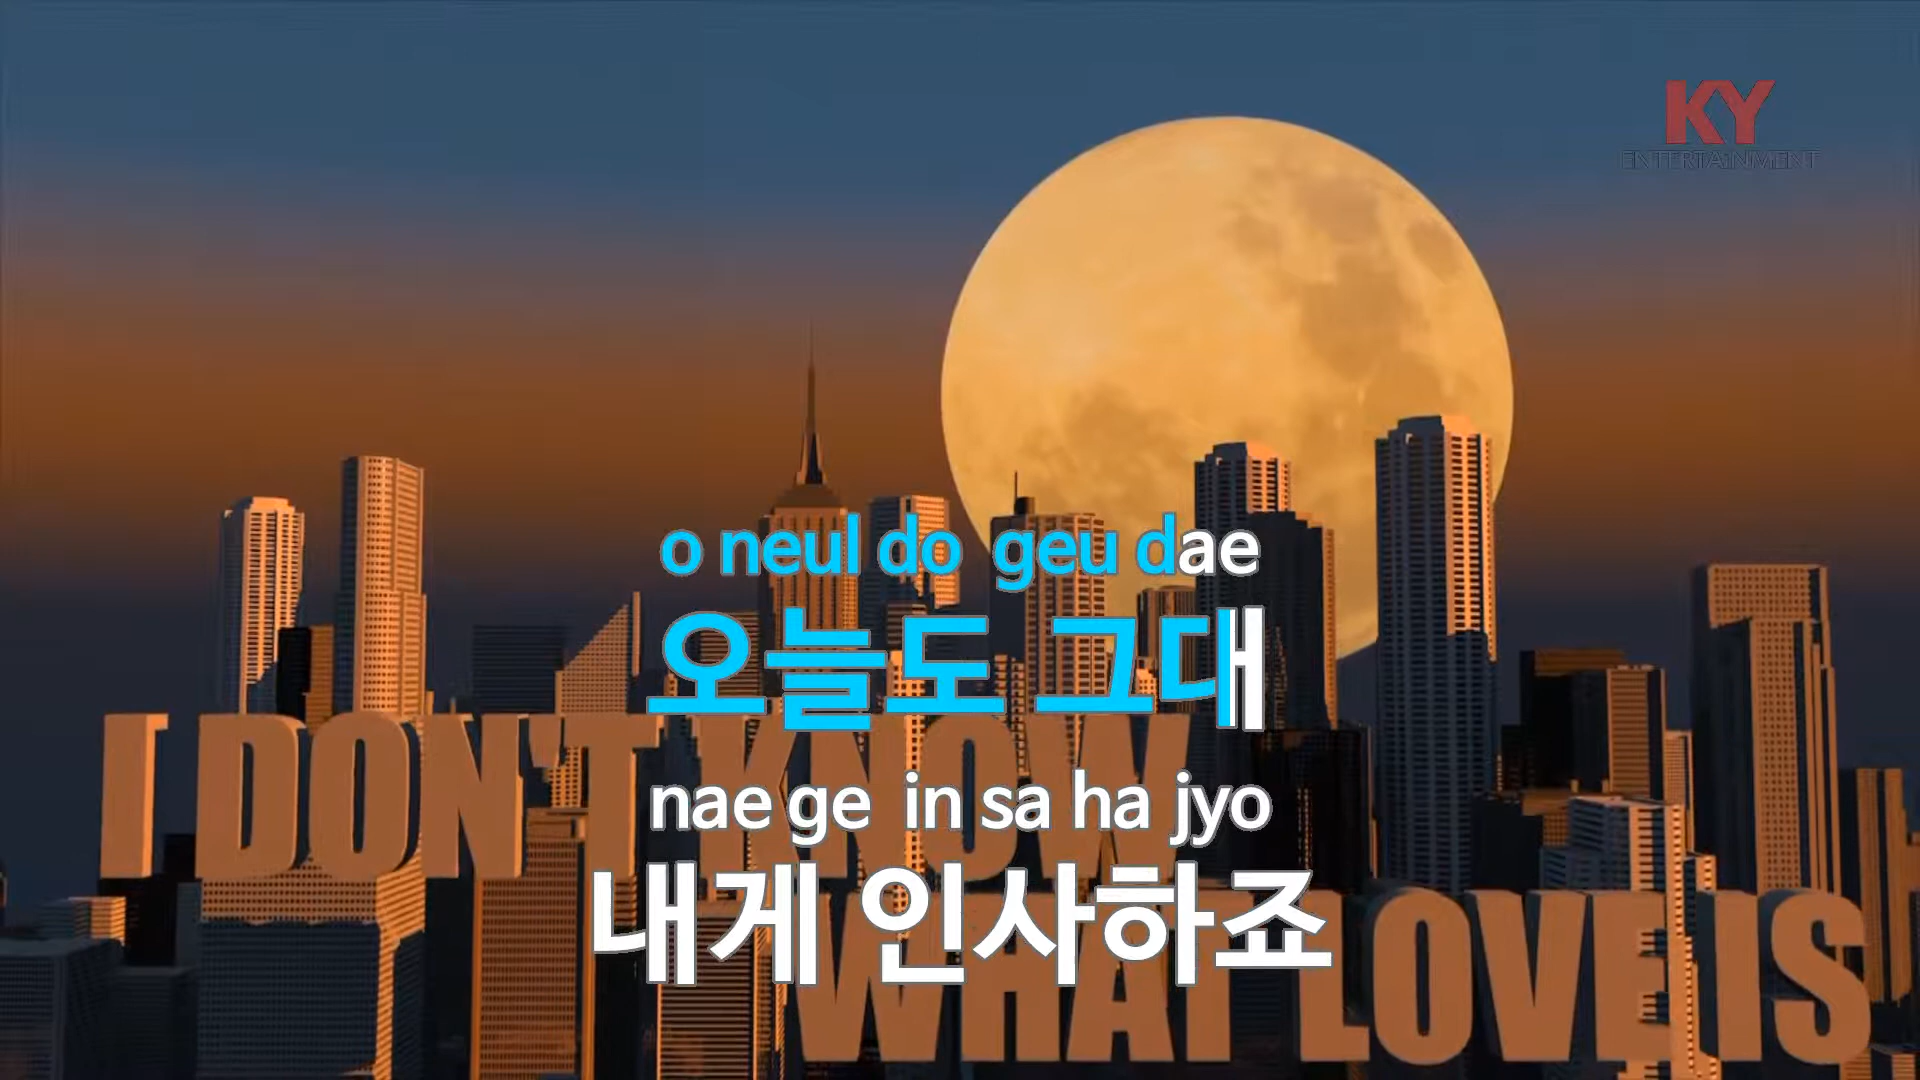 KY
ENTERTAINMENT
o neul do geu dae
오늘도 그대
I DON'T KNOW
nae ge in sa ha jyo
내게 인사하죠
WHAT LOVE IS